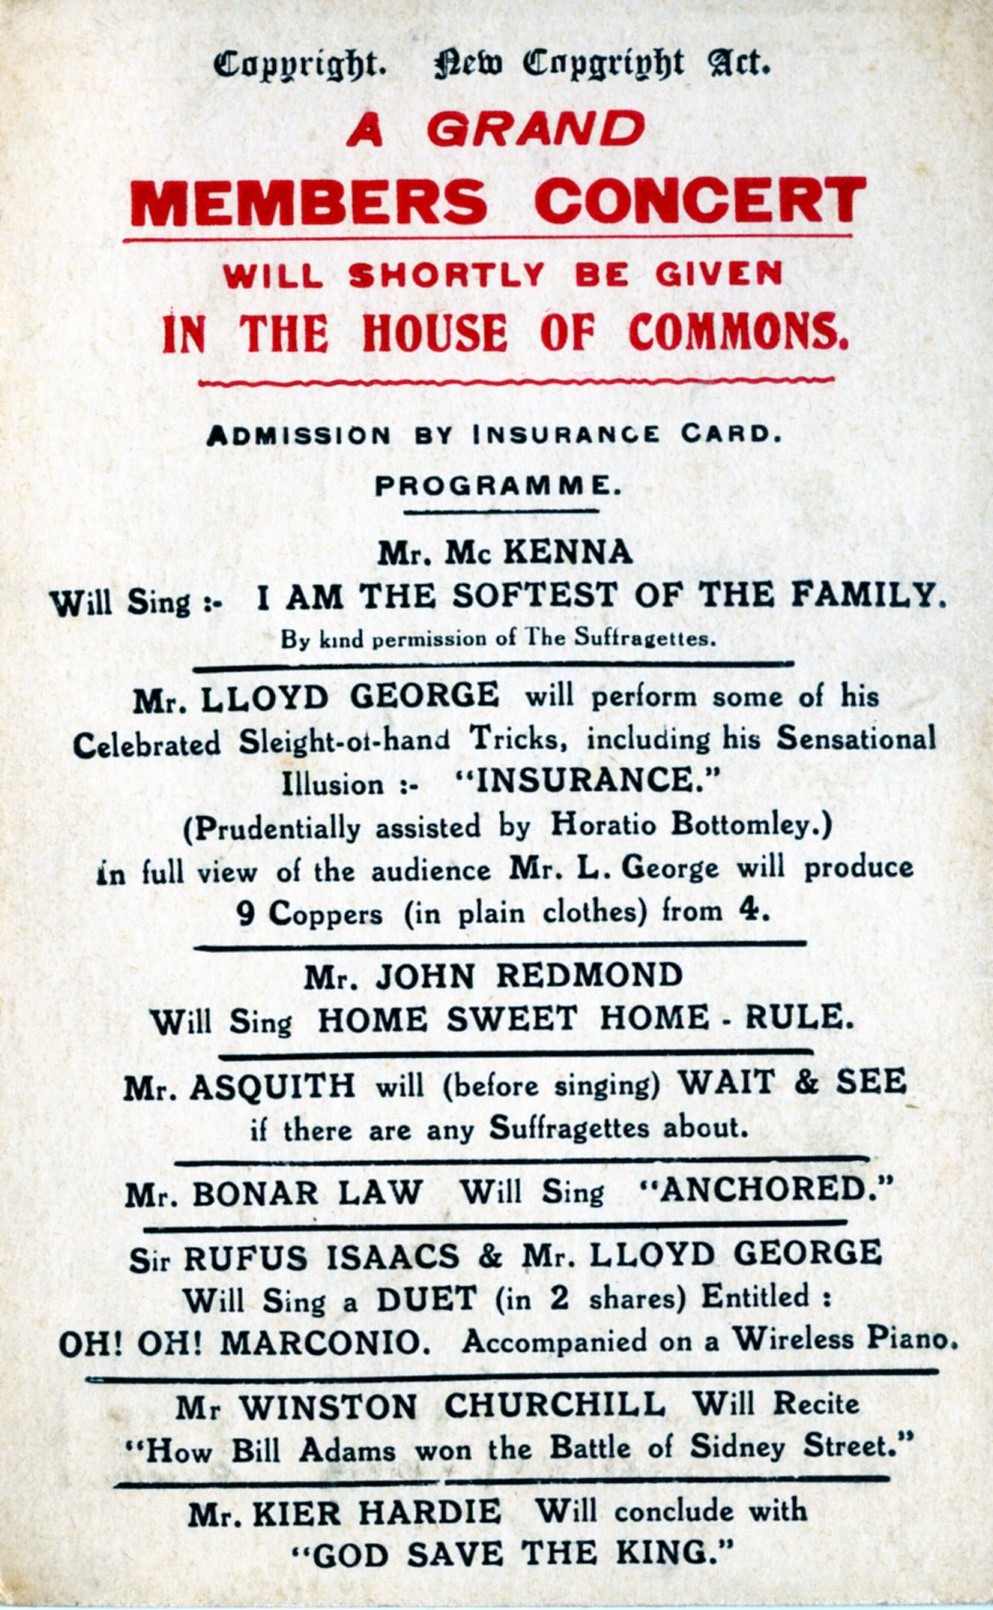 Copyright. New Copgripht Act.
A GRAND
MEMBERS CONCERT
WILL SHORTLY BE GIVEN
IN THE HOUSE OF COMMONS.
ADMISSION BY INSURANCE CARD.
PROGRAMME.
Mr. Mc KENNA
Will Sing :- I AM THE SOFTEST OF THE FAMILY.
By kind permission of The Suffragettes.
Mr. LLOYD GEORGE will perform some of his
Celebrated Sleight-of-hand Tricks, including his Sensational
Illusion :- "INSURANCE."
(Prudentially assisted by Horatio Bottomley.)
in full view of the audience Mr. L. George will produce
9 Coppers (in plain clothes) from 4.
Mr. JOHN REDMOND
Will Sing HOME SWEET HOME - RULE.
Mr. ASQUITH will (before singing) WAIT & SEE
if there are any Suffragettes about.
Mr. BONAR LAW Will Sing "ANCHORED."
Sir RUFUS ISAACS & Mr. LLOYD GEORGE
Will Sing a DUET (in 2 shares) Entitled :
OH! OH! MARCONIO. Accompanied on a Wireless Piano.
Mr WINSTON CHURCHILL Will Recite
"How Bill Adams won the Battle of Sidney Street."
Mr. KIER HARDIE Will conclude with
"GOD SAVE THE KING."